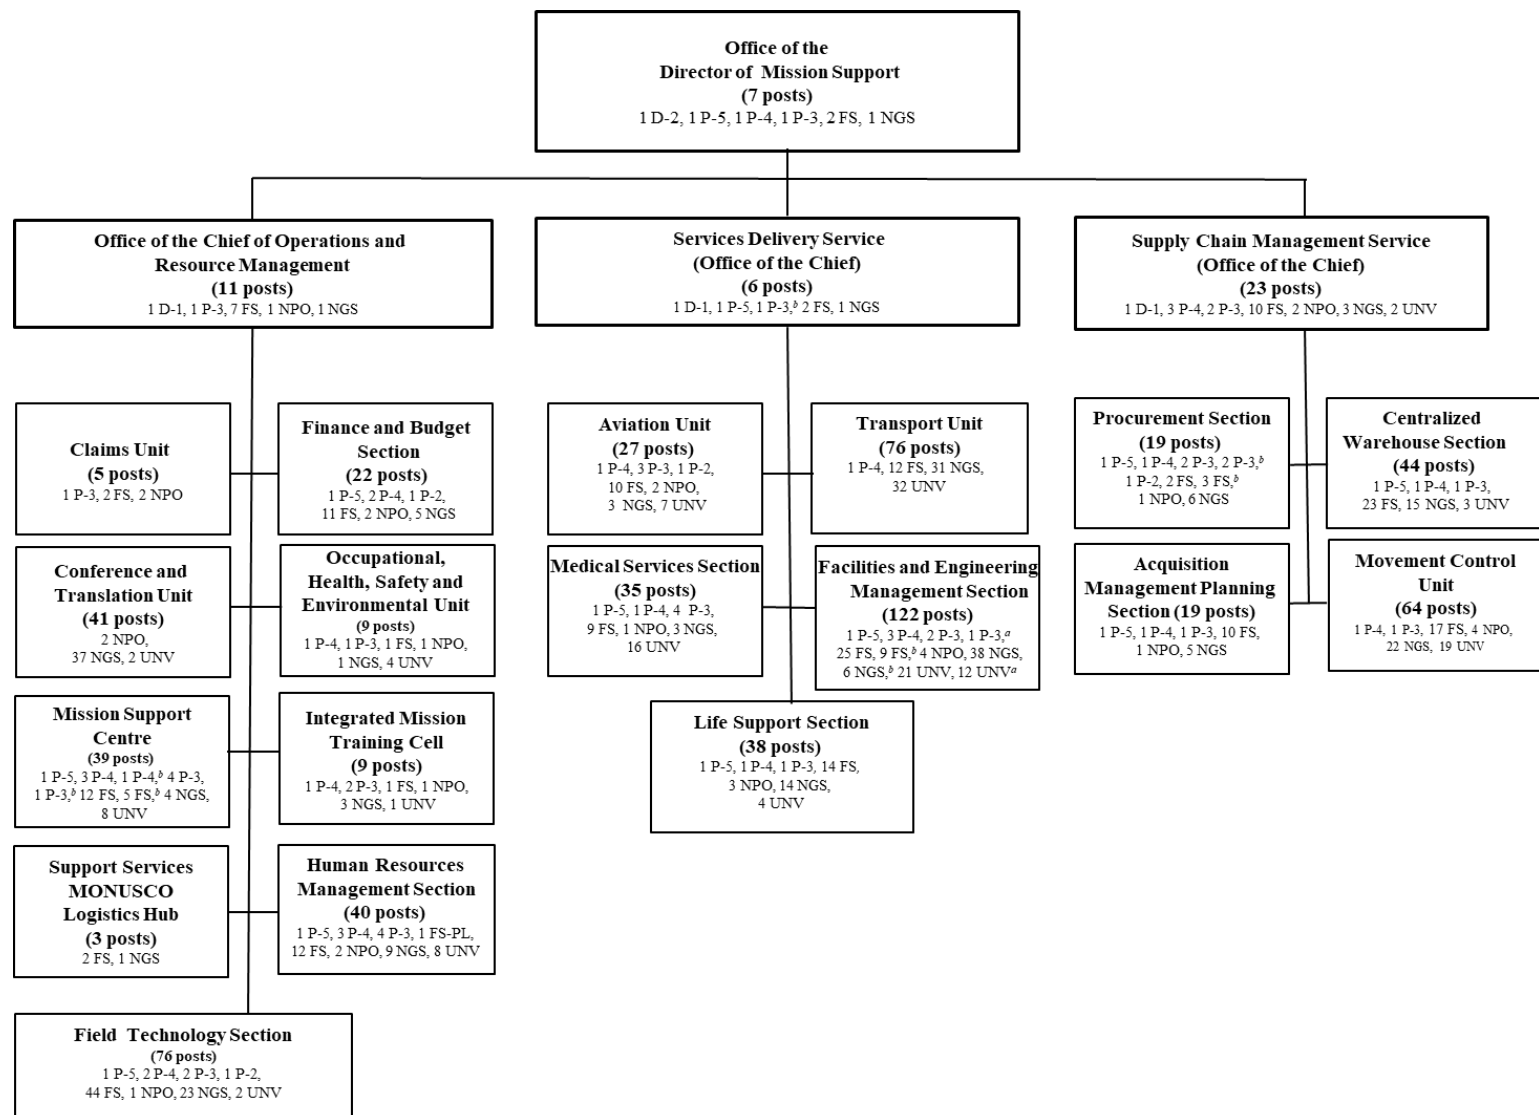 Office of the
Director of Mission Support
(7 posts)
1 D-2, 1 P-5, 1 P-4, 1 P-3, 2 FS, 1 NGS
Office of the Chief of Operations and
Resource Management
(11 posts)
1 D-1, 1 P-3, 7 FS, 1 NPO, 1 NGS
Services Delivery Service
(Office of the Chief)
(6 posts)
1 D-1, 1 P-5, 1 P-3,b 2 FS, 1 NGS
Supply Chain Management Service
(Office of the Chief)
(23 posts)
1 D-1, 3 P-4, 2 P-3, 10 FS, 2 NPO, 3 NGS, 2 UNV
Claims Unit
(5 posts)
1 P-3, 2 FS, 2 NPO
Finance and Budget
Section
(22 posts)
1 P-5, 2 P-4, 1 P-2,
11 FS, 2 NPO, 5 NGS
Conference and
Translation Unit
(41 posts)
2 NPO,
37 NGS, 2 UNV
Occupational,
Health, Safety and
Environmental Unit
(9 posts)
1 P-4, 1 P-3, 1 FS, 1 NPO,
1 NGS, 4 UNV
Mission Support
Centre
(39 posts)
1 P-5, 3 P-4, 1 P-4,b 4 P-3,
1 P-3,b 12 FS, 5 FS,b 4 NGS,
8 UNV
Integrated Mission
Training Cell
(9 posts)
1 P-4, 2 P-3, 1 FS, 1 NPO,
3 NGS, 1 UNV
Support Services
MONUSCO
Logistics Hub
(3 posts)
2 FS, 1 NGS
Human Resources
Management Section
(40 posts)
1 P-5, 3 P-4, 4 P-3, 1 FS-PL,
12 FS, 2 NPO, 9 NGS, 8 UNV
Field Technology Section
(76 posts)
1 P-5, 2 P-4, 2 P-3, 1 P-2,
44 FS, 1 NPO, 23 NGS, 2 UNV
Aviation Unit
(27 posts)
1 P-4, 3 P-3, 1 P-2,
10 FS, 2 NPO,
3 NGS, 7 UNV
Transport Unit
(76 posts)
1 P-4, 12 FS, 31 NGS,
32 UNV
Medical Services Section
(35 posts)
1 P-5, 1 P-4, 4 P-3,
9 FS, 1 NPO, 3 NGS,
16 UNV
Facilities and Engineering
Management Section
(122 posts)
1 P-5, 3 P-4, 2 P-3, 1 P-3,a
25 FS, 9 FS,b 4 NPO, 38 NGS,
6 NGS,b 21 UNV, 12 UNVa
Life Support Section
(38 posts)
1 P-5, 1 P-4, 1 P-3, 14 FS,
3 NPO, 14 NGS,
4 UNV
Procurement Section
(19 posts)
1 P-5, 1 P-4, 2 P-3, 2 P-3,b
1 P-2, 2 FS, 3 FS,b
1 NPO, 6 NGS
Centralized
Warehouse Section
(44 posts)
1 P-5, 1 P-4, 1 P-3,
23 FS, 15 NGS, 3 UNV
Acquisition
Management Planning
Section (19 posts)
1 P-5, 1 P-4, 1 P-3, 10 FS,
1 NPO, 5 NGS
Movement Control
Unit
(64 posts)
1 P-4, 1 P-3, 17 FS, 4 NPO,
22 NGS, 19 UNV